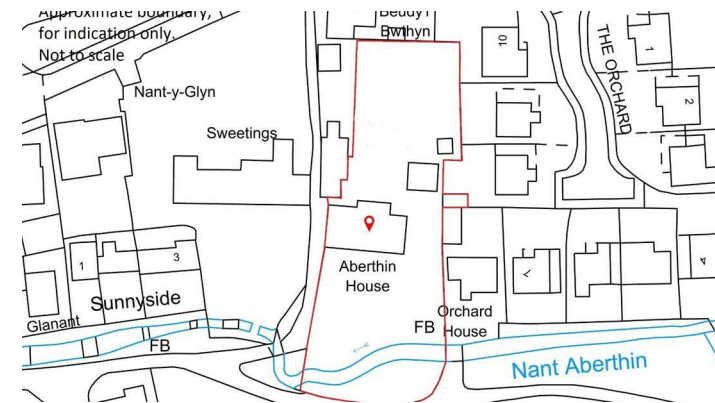 Approximate boundary,
for indication only.
Not to scale
Beudy'r
Bwthyn
10
THE ORCHARD
1
2
Nant-y-Glyn
Sweetings
Aberthin
House
1
3
Sunnyside
Glanant
FB
FB
Orchard
House
4
Nant Aberthin